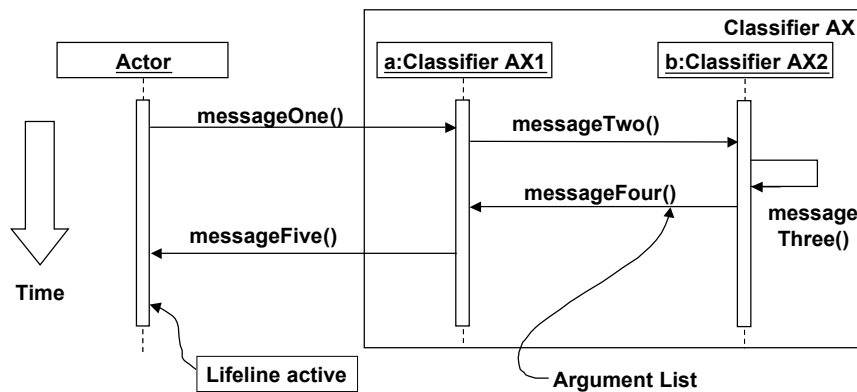 Classifier AX
Actor
a:Classifier AX1
b:Classifier AX2
messageOne()
messageTwo()
messageFour()
message
Three()
messageFive()
Time
Lifeline active
Argument List